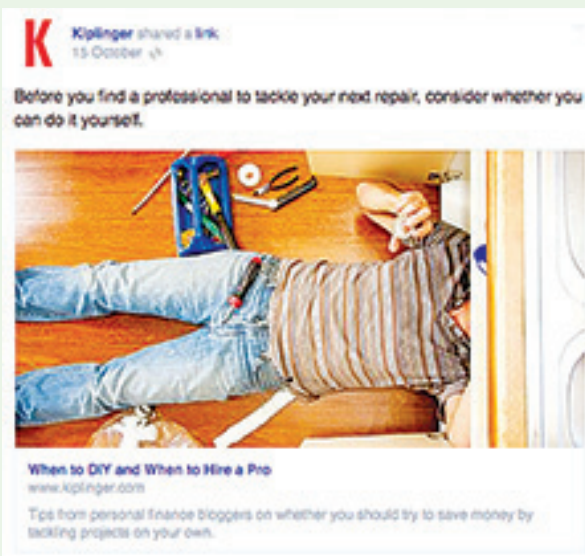 K
Kiplinger shared a link
15 October
Before you find a professional to tackle your next repair, consider whether you
can do it yourself.
When to DIY and When to Hire a Pro
www.kiplinger.com
Tips from personal finance bloggers on whether you should try to save money by
tackling projects on your own.